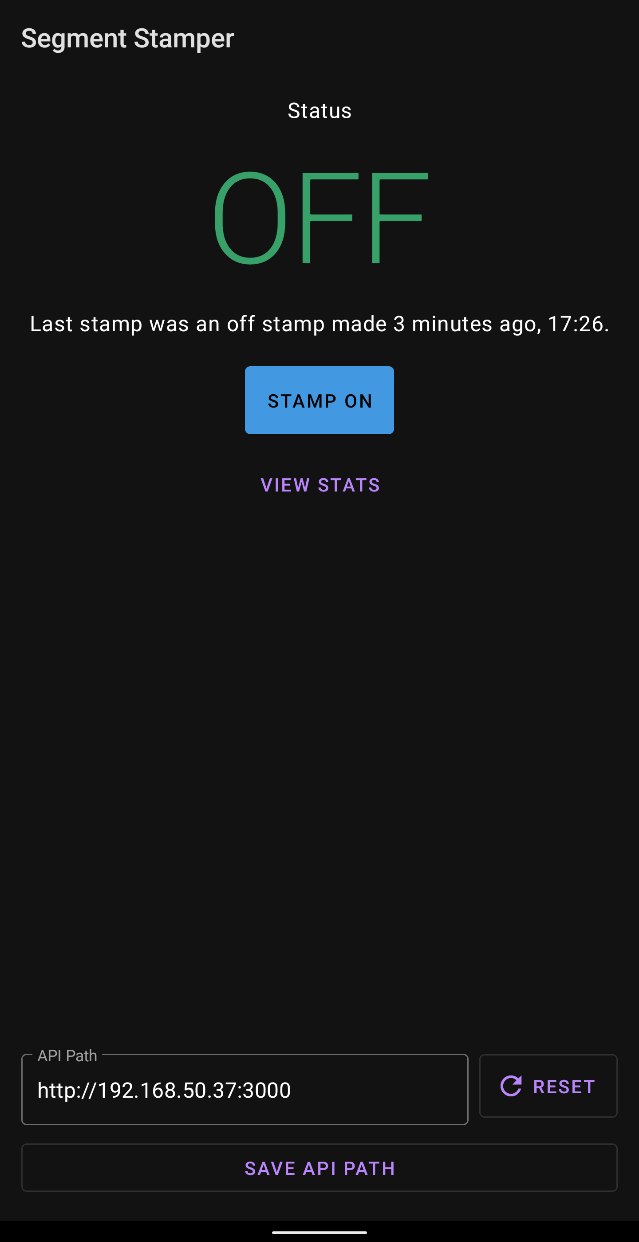 Segment Stamper
Status
OFF
Last stamp was an off stamp made 3 minutes ago, 17:26.
STAMP ON
VIEW STATS
API Path
http://192.168.50.37:3000
RESET
SAVE API PATH